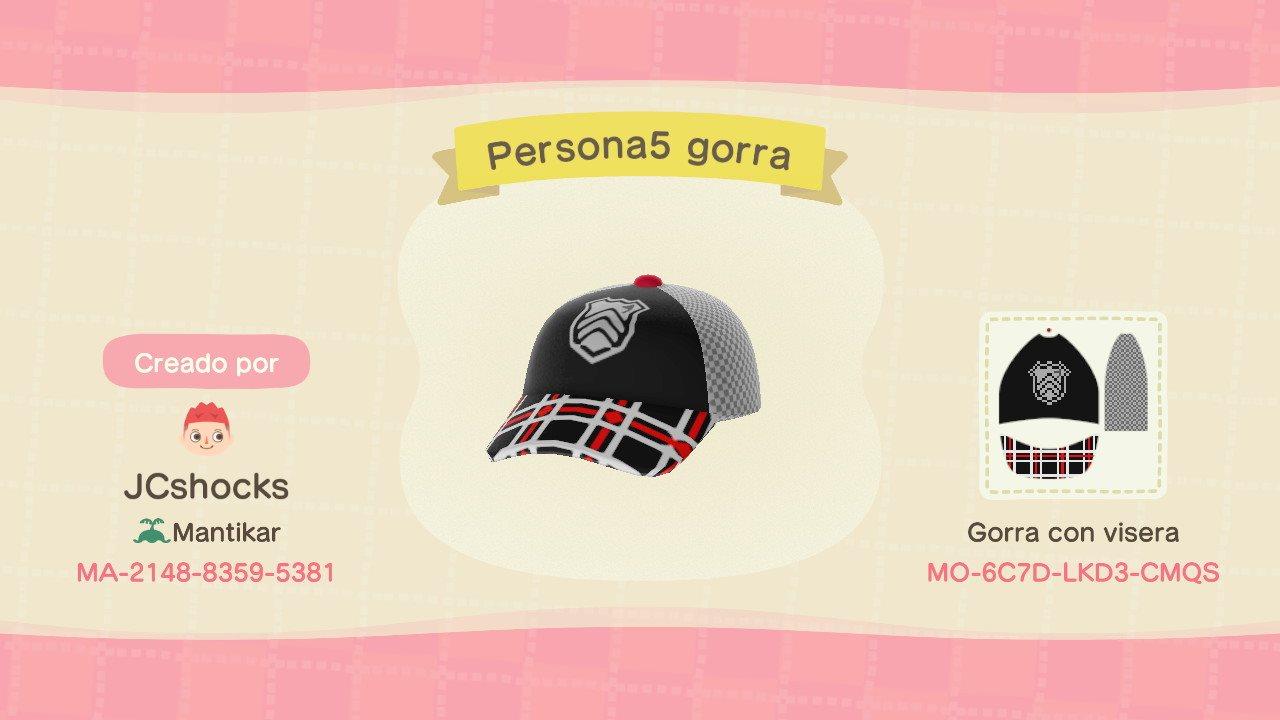 Persona5 gorra
Creado por
JCshocks
Mantikar
MA-2148-8359-5381
Gorra con visera
MO-6C7D-LKD3-CMQS